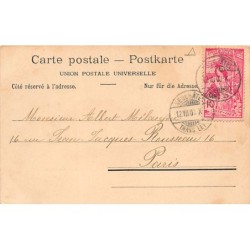 Carte postale - Postkarte
UNION POSTALE UNIVERSELLE
Côté réservé à l'adresse.
Nur für die Adresse.
Monsieur Albert
16 rue Jean Jacques Rousseau 16
Paris